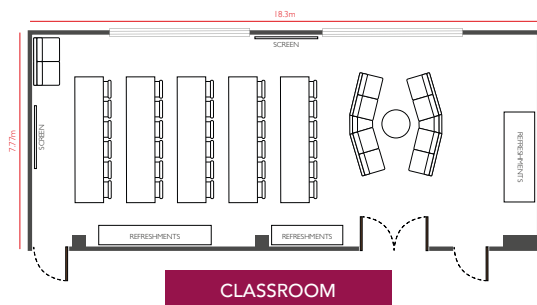 18.3m
SCREEN
7.77m
SCREEN
REFRESHMENTS
REFRESHMENTS
REFRESHMENTS
CLASSROOM